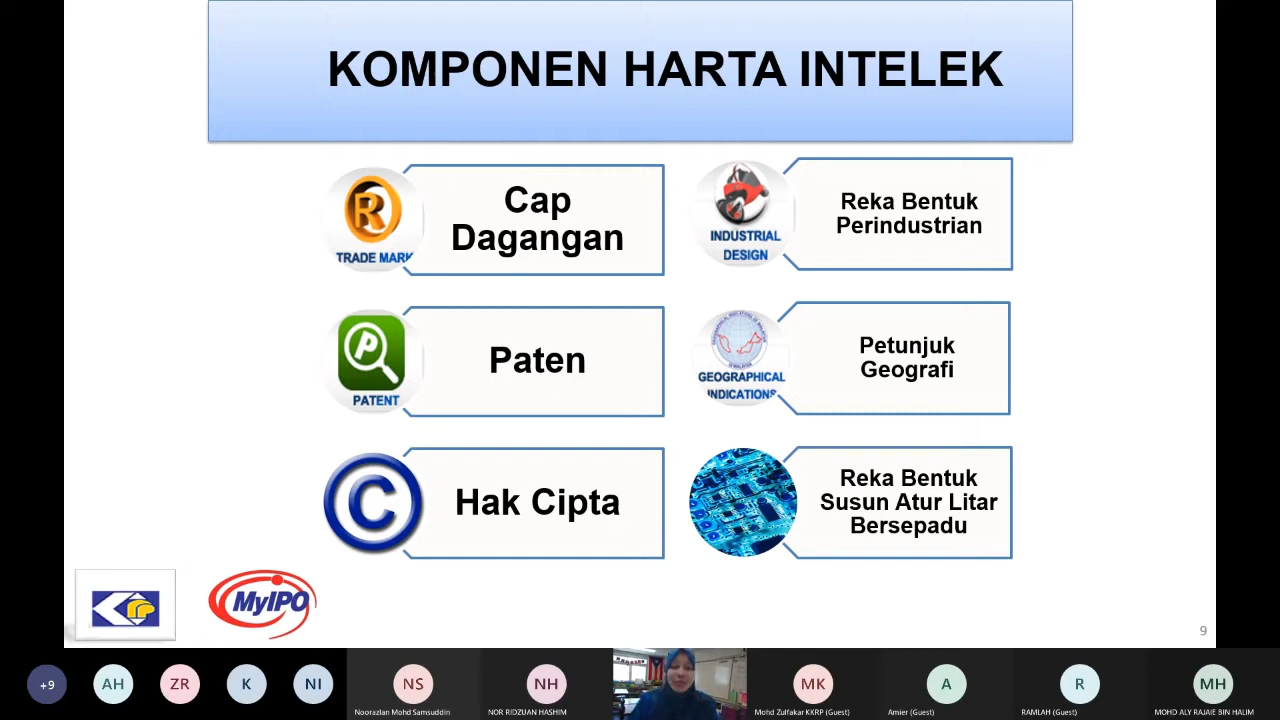 KOMPONEN HARTA INTELEK
TRADE MARK
Cap
Dagangan
INDUSTRIAL
DESIGN
Reka Bentuk
Perindustrian
PATENT
Paten
GEOGRAPHICAL
INDICATIONS
Petunjuk
Geografi
Hak Cipta
Reka Bentuk
Susun Atur Litar
Bersepadu
MyIPO
9
+9
AH
ZR
K
NI
NS
Noorazlan Mohd Samsuddin
NH
NOR RIDZUAN HASHIM
MK
Mohd Zulfakar KKRP (Guest)
A
Amier (Guest)
R
RAMLAH (Guest)
MH
MOHD ALY RAJAIE BIN HALIM